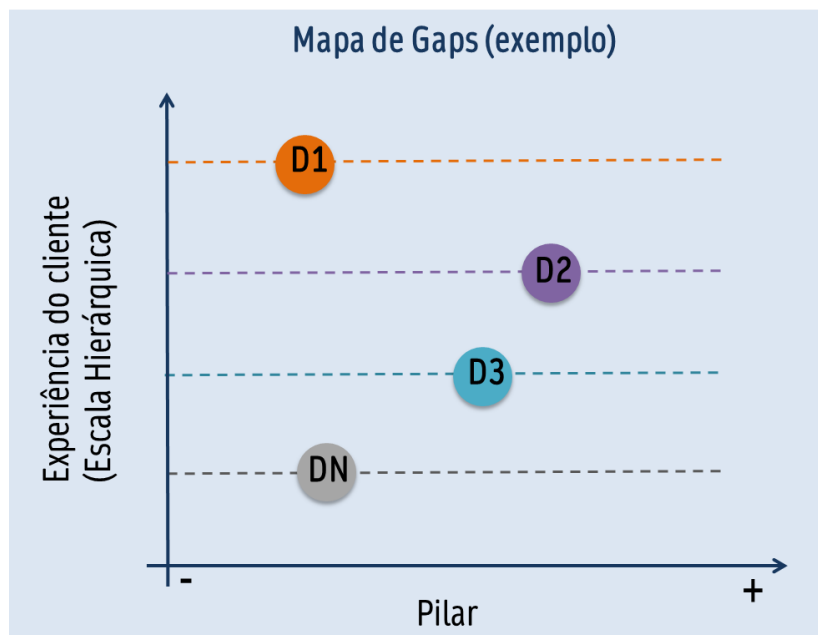 Mapa de Gaps (exemplo)
Experiência do cliente
(Escala Hierárquica)
D1
D2
D3
DN
-
+
Pilar